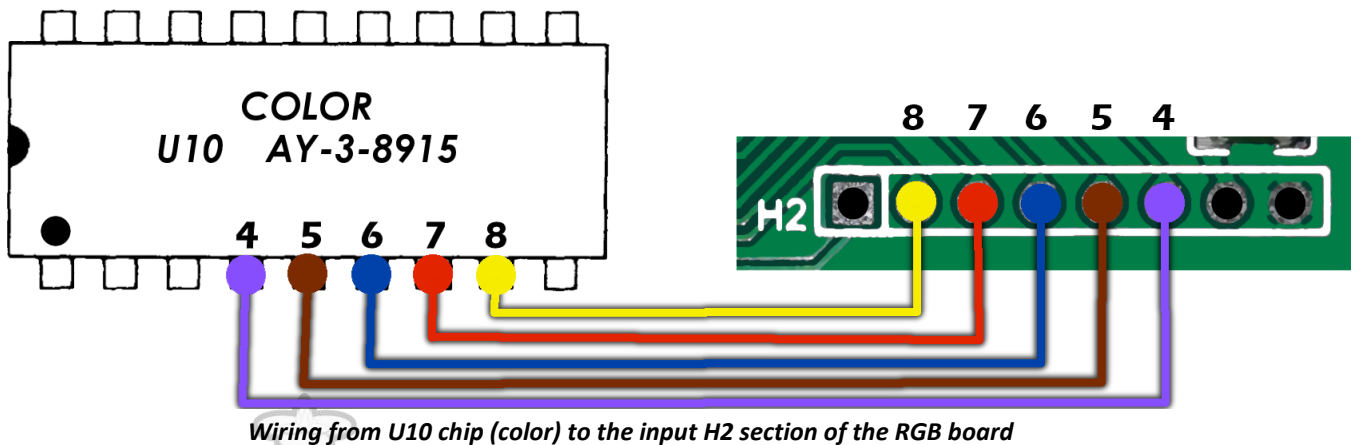 COLOR
U10 AY-3-8915
4 5 6 7 8
8 7 6 5 4
H2
Wiring from U10 chip (color) to the input H2 section of the RGB board